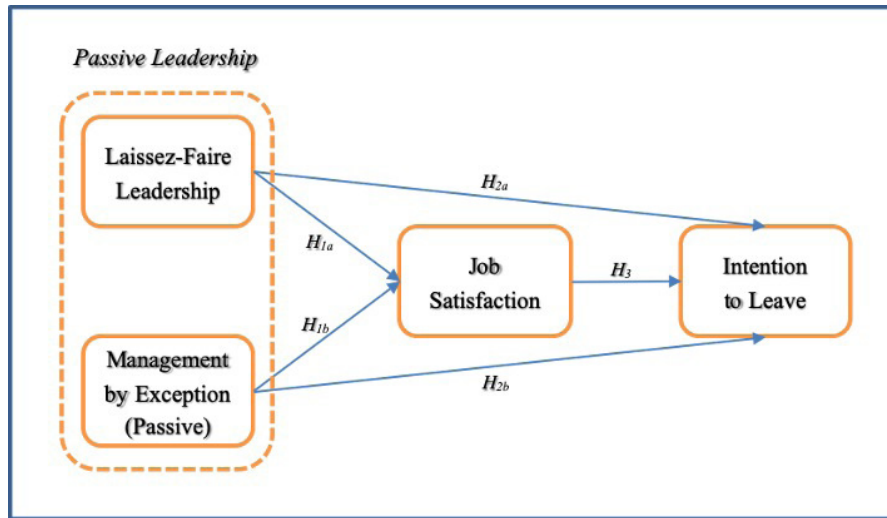 Passive Leadership
Laissez-Faire
Leadership
H2a
H1a
Job
Satisfaction
H3
Intention
to Leave
H1b
Management
by Exception
(Passive)
H2b